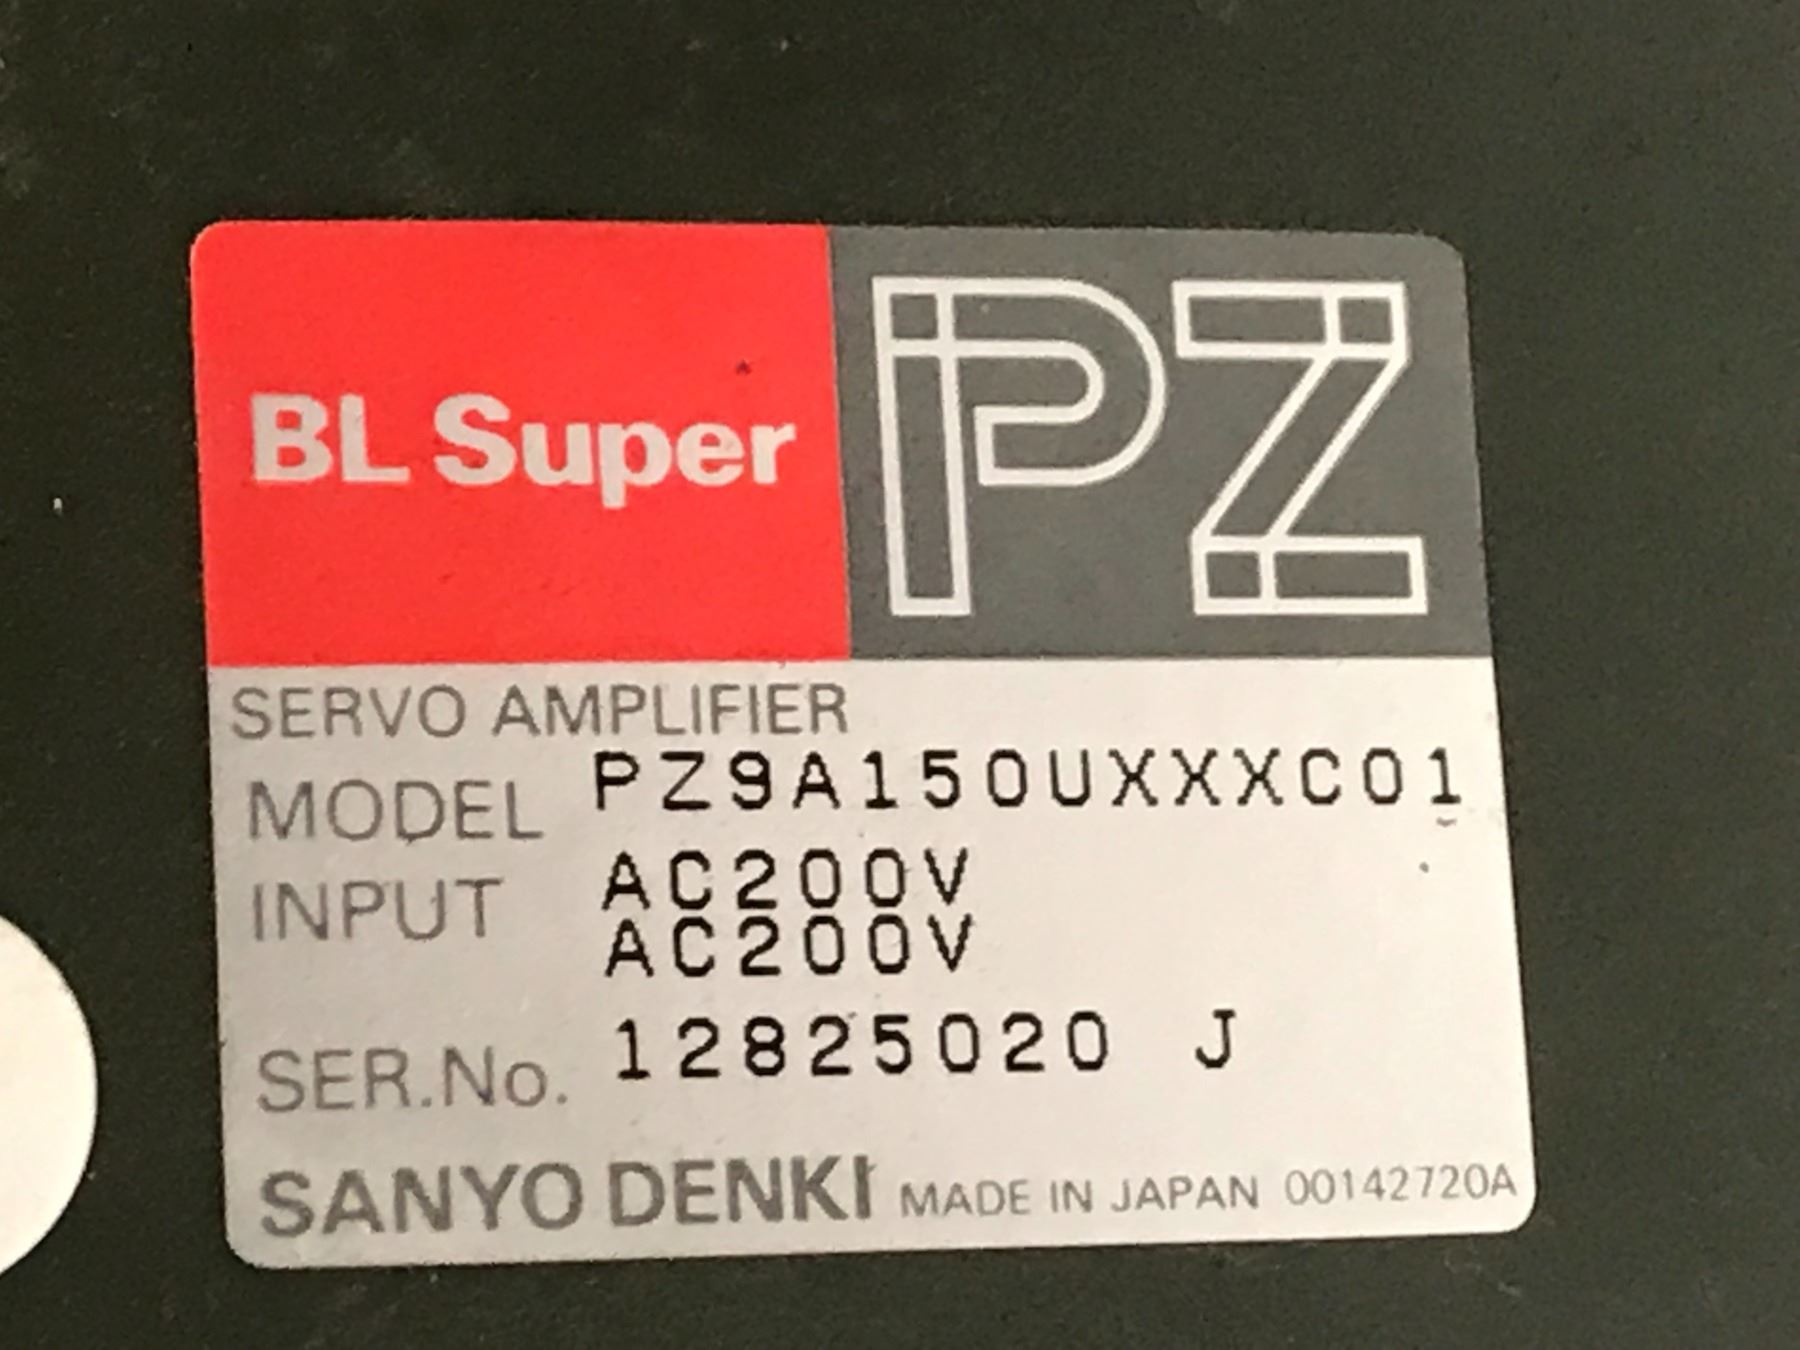 BL Super PZ
SERVO AMPLIFIER
MODEL PZ9A150UXXXC01
INPUT AC200V
AC200V
SER.No. 12825020 J
SANYO DENKI MADE IN JAPAN 00142720A